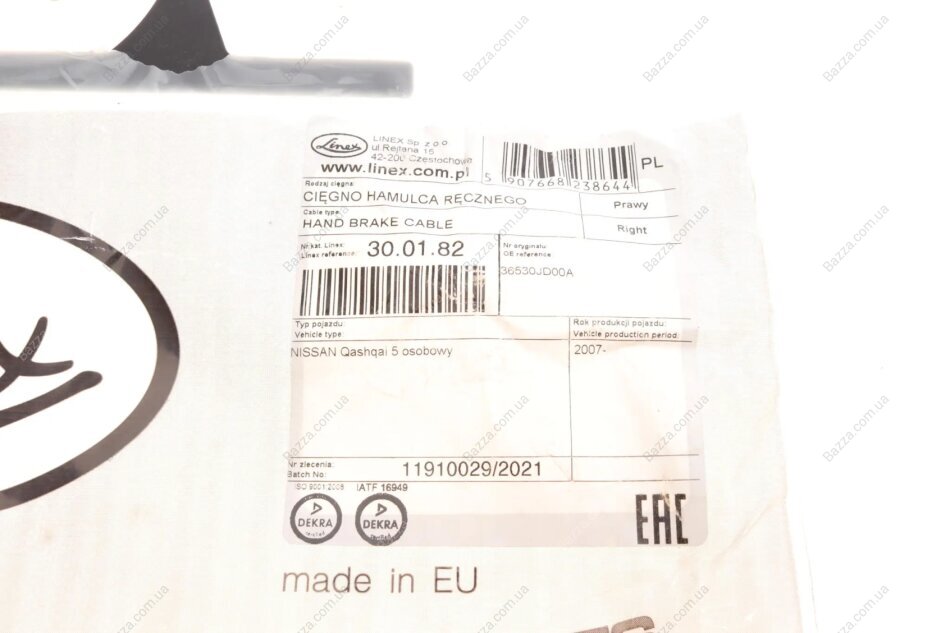 Linex
LINEX Sp. z o.o.
ul Rejtana 16
42-200 Częstochowa
www.linex.com.pl
5 907668 238644
PL
Rodzaj cięgna:
CIĘGNO HAMULCA RĘCZNEGO
Prawy
Cable type:
HAND BRAKE CABLE
Right
Nr.kat. Linex:
Linex reference:
30.01.82
Nr oryginału:
OE reference:
36530JD00A
Typ pojazdu:
Vehicle type:
Rok produkcji pojazdu:
Vehicle production period:
NISSAN Qashqai 5 osobowy
2007-
Nr zlecenia:
Batch No:
11910029/2021
ISO 9001:2008
IATF 16949
DEKRA
certified
DEKRA
certified
EAC
made in EU
Bazza.com.ua